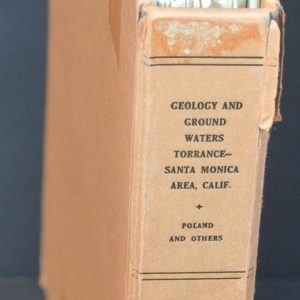 GEOLOGY AND
GROUND
WATERS
TORRANCE—
SANTA MONICA
AREA, CALIF.
POLAND
AND OTHERS